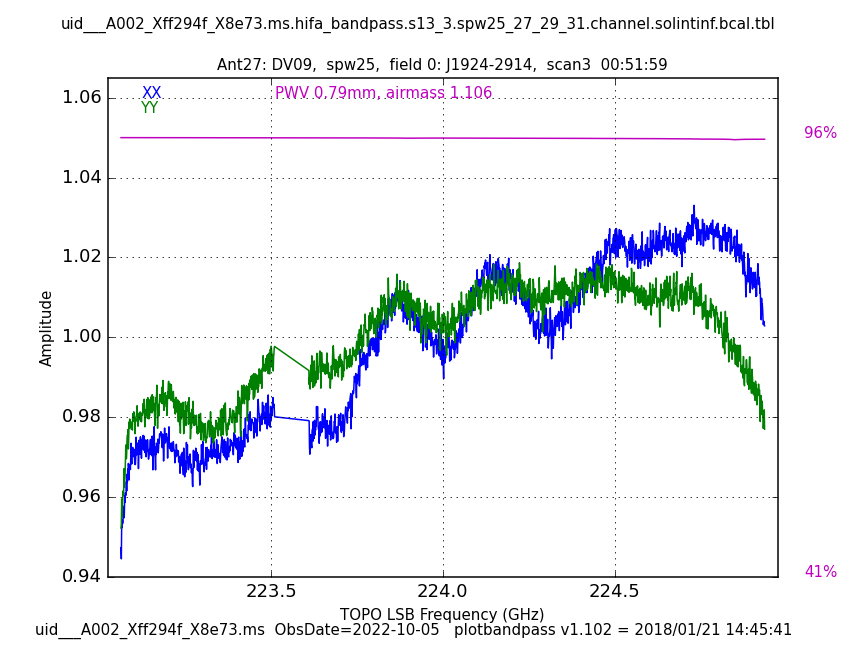 uid___A002_Xff294f_X8e73.ms.hifa_bandpass.s13_3.spw25_27_29_31.channel.solintinf.bcal.tbl
Ant27: DV09,  spw25,  field 0: J1924-2914,  scan3  00:51:59
XX
YY
PWV 0.79mm, airmass 1.106
96%
41%
1.06
1.04
1.02
1.00
0.98
0.96
0.94
Amplitude
223.5
224.0
224.5
TOPO LSB Frequency (GHz)
uid___A002_Xff294f_X8e73.ms  ObsDate=2022-10-05   plotbandpass v1.102 = 2018/01/21 14:45:41